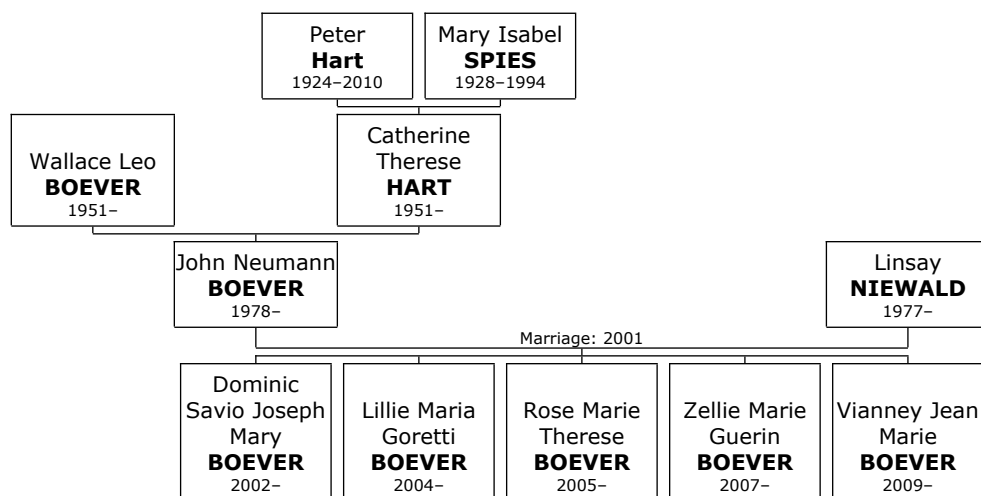 Peter
Hart
1924–2010
Mary Isabel
SPIES
1928–1994
Wallace Leo
BOEVER
1951–
Catherine
Therese
HART
1951–
John Neumann
BOEVER
1978–
Linsay
NIEWALD
1977–
Marriage: 2001
Dominic
Savio Joseph
Mary
BOEVER
2002–
Lillie Maria
Goretti
BOEVER
2004–
Rose Marie
Therese
BOEVER
2005–
Zellie Marie
Guerin
BOEVER
2007–
Vianney Jean
Marie
BOEVER
2009–